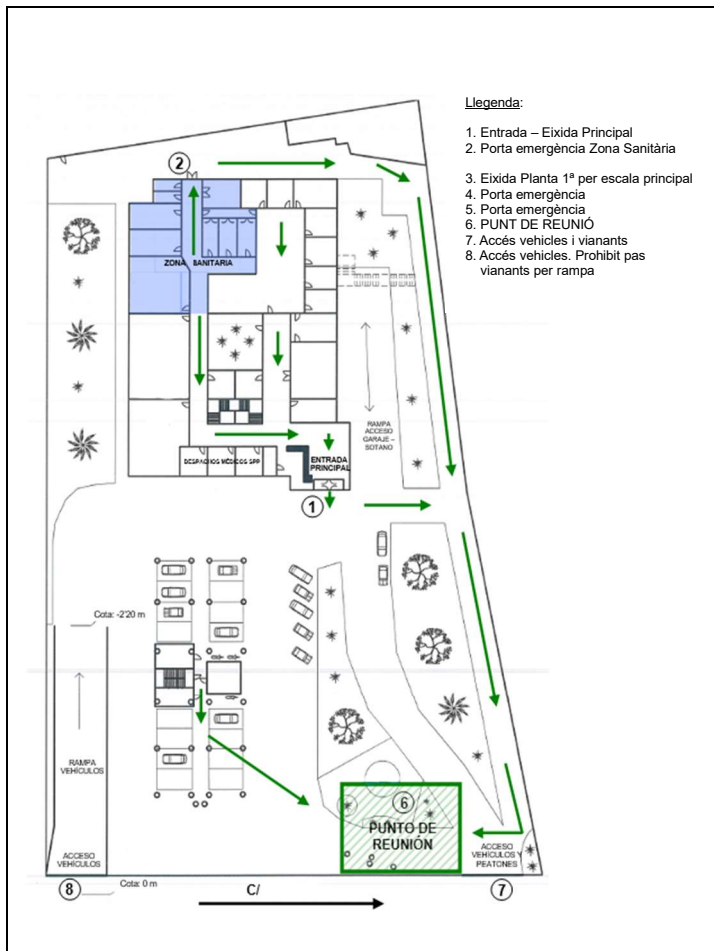 Llegenda:
1. Entrada – Eixida Principal
2. Porta emergència Zona Sanitària
3. Eixida Planta 1ª per escala principal
4. Porta emergència
5. Porta emergència
6. PUNT DE REUNIÓ
7. Accés vehicles i vianants
8. Accés vehicles. Prohibit pas
vianants per rampa
2
ZONA SANITARIA
RAMPA
ACCESO
GARAJE –
SOTANO
DESPACHOS MÉDICOS SPP
ENTRADA
PRINCIPAL
1
Cota: -2'20 m
RAMPA
VEHÍCULOS
6
PUNTO DE
REUNIÓN
ACCESO
VEHÍCULOS
ACCESO
VEHÍCULOS Y
PEATONES
8
Cota: 0 m
C/
7